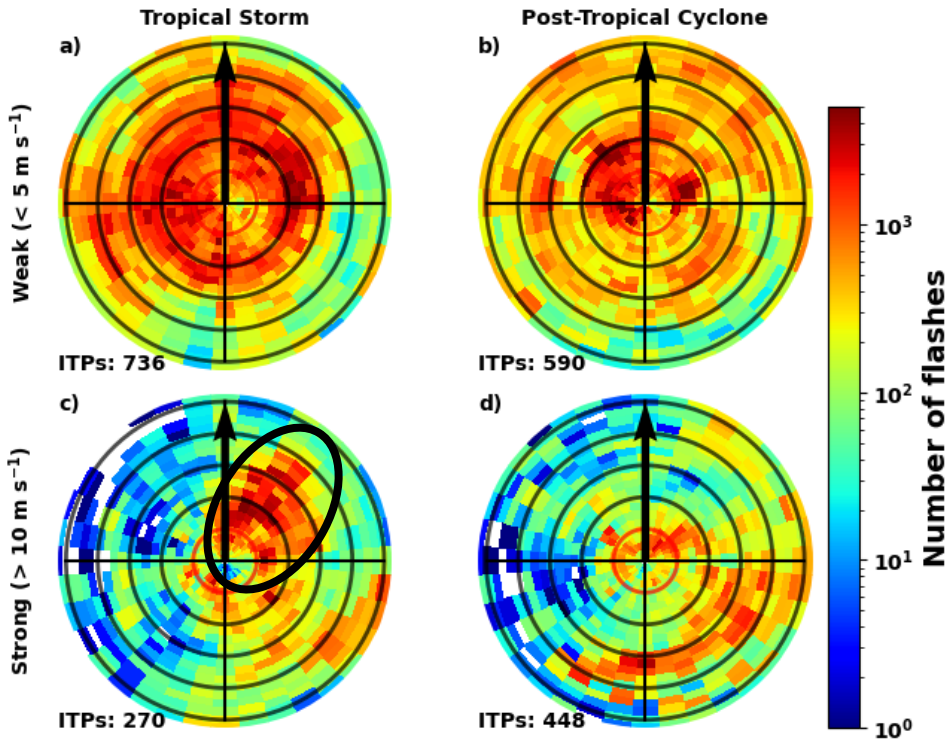 Tropical Storm
Post-Tropical Cyclone
a)
b)
Weak (< 5 m s⁻¹)
ITPs: 736
ITPs: 590
c)
d)
Strong (> 10 m s⁻¹)
ITPs: 270
ITPs: 448
10³
10²
10¹
10⁰
Number of flashes